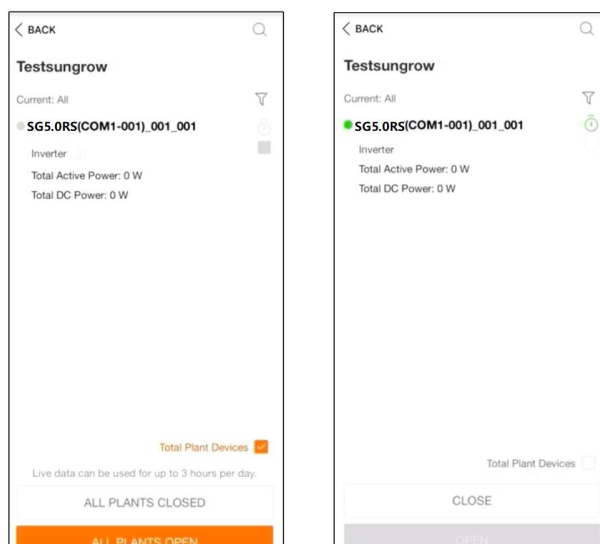 BACK
Testsungrow
Current: All
SG5.0RS(COM1-001)_001_001
Inverter
Total Active Power: 0 W
Total DC Power: 0 W
Total Plant Devices
Live data can be used for up to 3 hours per day.
ALL PLANTS CLOSED
ALL PLANTS OPEN
BACK
Testsungrow
Current: All
SG5.0RS(COM1-001)_001_001
Inverter
Total Active Power: 0 W
Total DC Power: 0 W
Total Plant Devices
CLOSE
OPEN